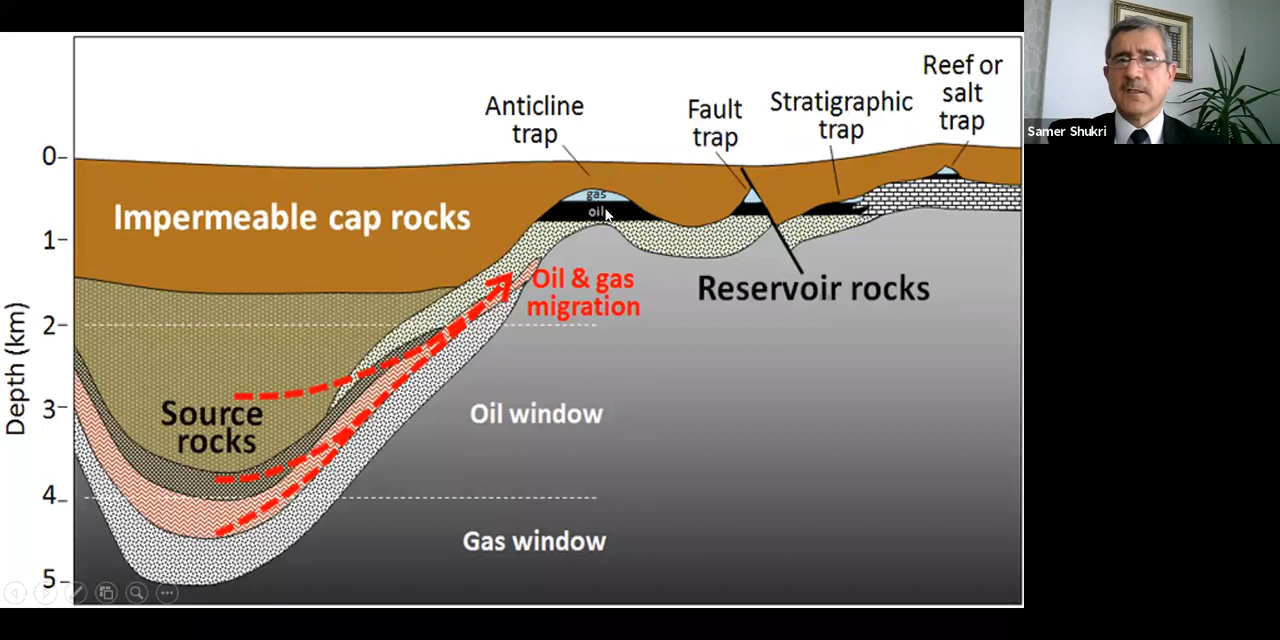 Anticline
trap
Fault
trap
Stratigraphic
trap
Reef or
salt
trap
Samer Shukri
0
1
2
3
4
5
Depth (km)
Impermeable cap rocks
gas
oil
Oil & gas
migration
Reservoir rocks
Source
rocks
Oil window
Gas window